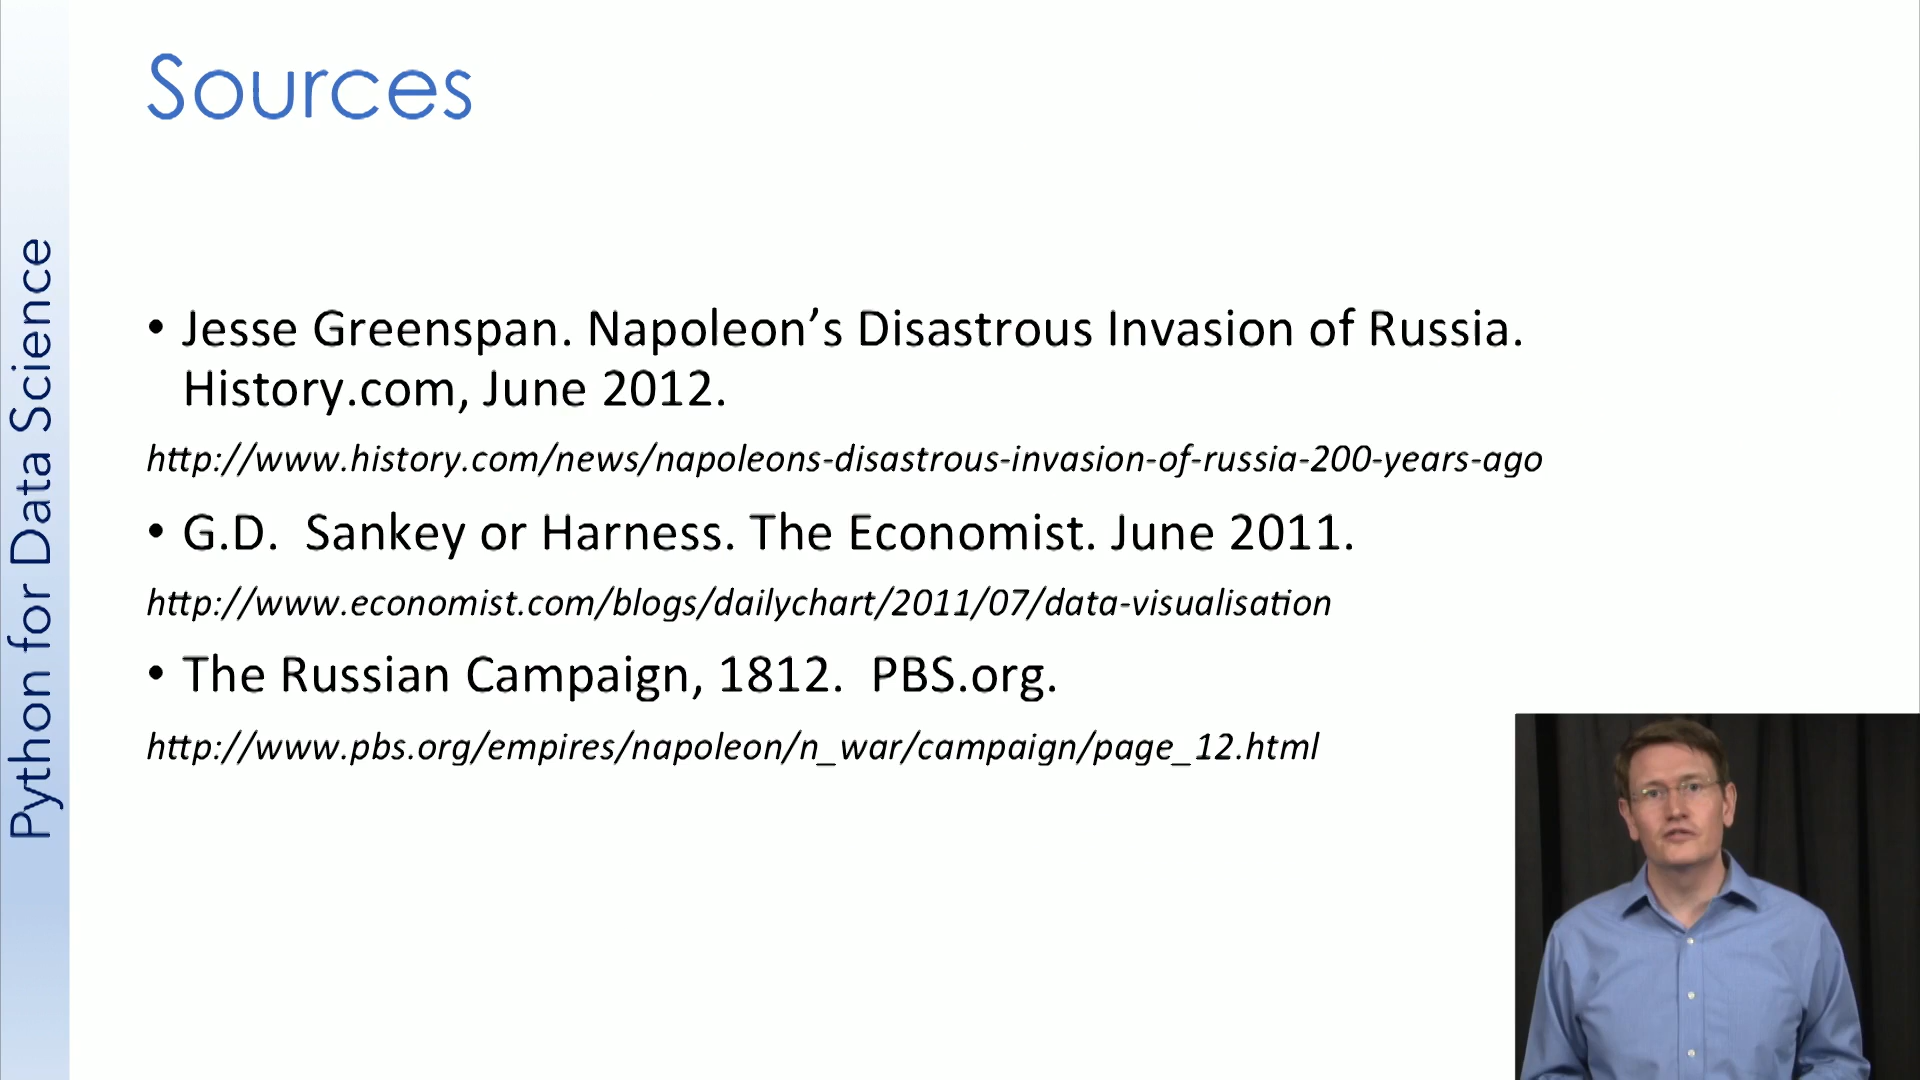 Sources
Python for Data Science
• Jesse Greenspan. Napoleon’s Disastrous Invasion of Russia.
History.com, June 2012.
http://www.history.com/news/napoleons-disastrous-invasion-of-russia-200-years-ago
• G.D.  Sankey or Harness. The Economist. June 2011.
http://www.economist.com/blogs/dailychart/2011/07/data-visualisation
• The Russian Campaign, 1812.  PBS.org.
http://www.pbs.org/empires/napoleon/n_war/campaign/page_12.html